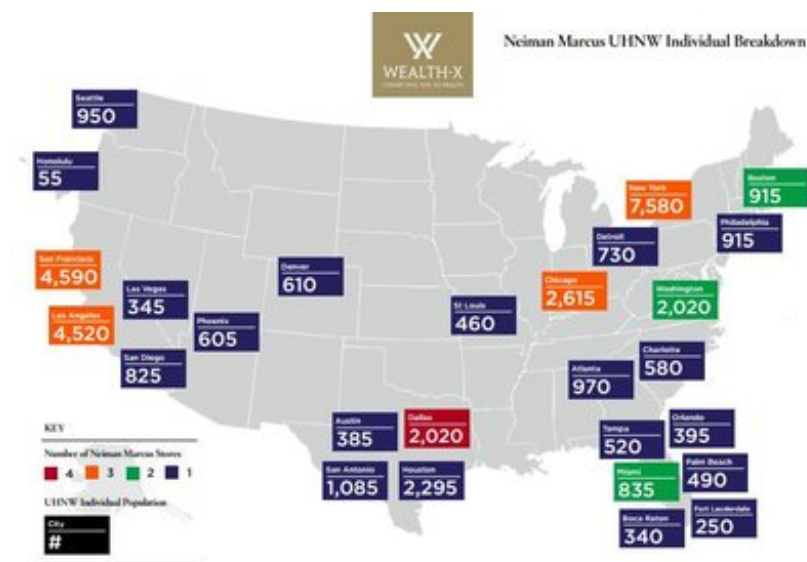 WEALTH-X
Neiman Marcus UHNW Individual Breakdown
Seattle
950
Honolulu
55
New York
7,580
Boston
915
Philadelphia
915
Detroit
730
San Francisco
4,590
Las Vegas
345
Denver
610
Chicago
2,615
Washington
2,020
Los Angeles
4,520
Phoenix
605
St Louis
460
San Diego
825
Charlotte
580
Atlanta
970
Austin
385
Dallas
2,020
Tampa
520
Orlando
395
San Antonio
1,085
Houston
2,295
Miami
835
Palm Beach
490
Boca Raton
340
Fort Lauderdale
250
KEY
Number of Neiman Marcus Stores
4 3 2 1
UHNW Individual Population
City
#